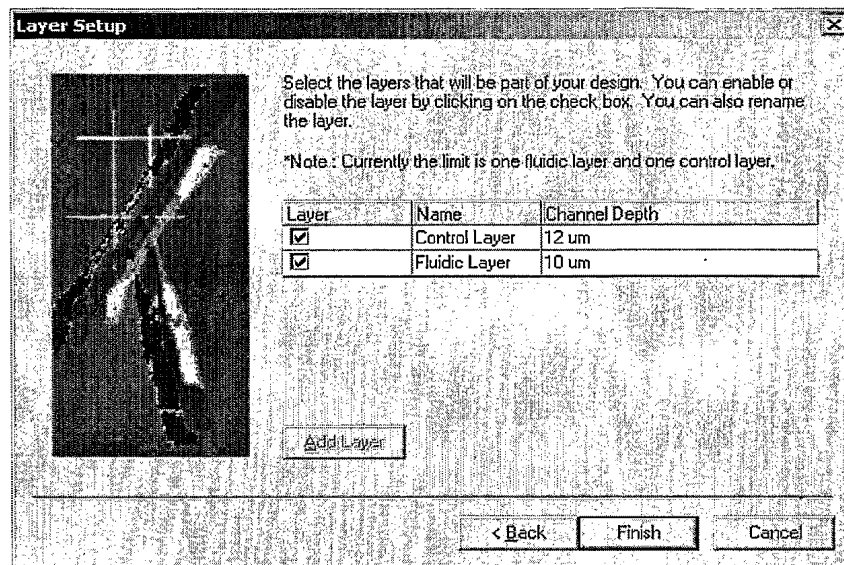 Layer Setup
Select the layers that will be part of your design. You can enable or
disable the layer by clicking on the check box. You can also rename
the layer.
*Note : Currently the limit is one fluidic layer and one control layer.
Layer Name Channel Depth
Control Layer 12 um
Fluidic Layer 10 um
Add Layer
< Back Finish Cancel